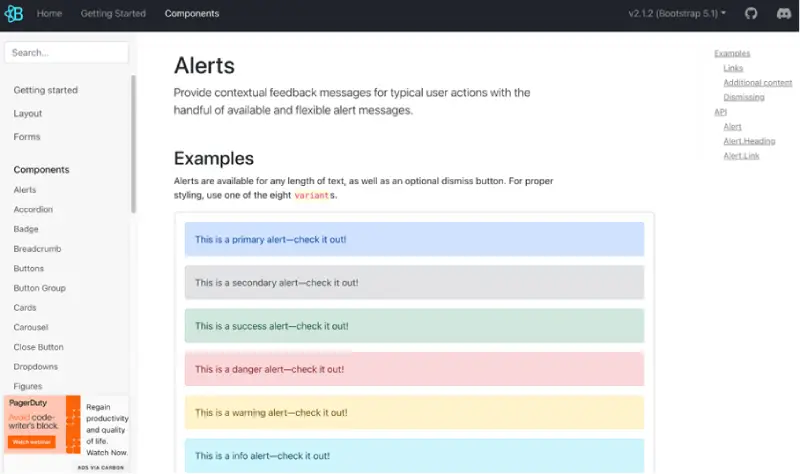 Home Getting Started Components v2.1.2 (Bootstrap 5.1)
Search...
Getting started
Layout
Forms
Components
Alerts
Accordion
Badge
Breadcrumb
Buttons
Button Group
Cards
Carousel
Close Button
Dropdowns
Figures
PagerDuty
Avoid code-
writer's block.
Watch webinar
Regain
productivity
and quality
of life.
Watch Now.
ADS VIA CARBON
Alerts
Provide contextual feedback messages for typical user actions with the
handful of available and flexible alert messages.
Examples
Alerts are available for any length of text, as well as an optional dismiss button. For proper
styling, use one of the eight variants.
This is a primary alert—check it out!
This is a secondary alert—check it out!
This is a success alert—check it out!
This is a danger alert—check it out!
This is a warning alert—check it out!
This is a info alert—check it out!
Examples
Links
Additional content
Dismissing
API
Alert
Alert.Heading
Alert.Link